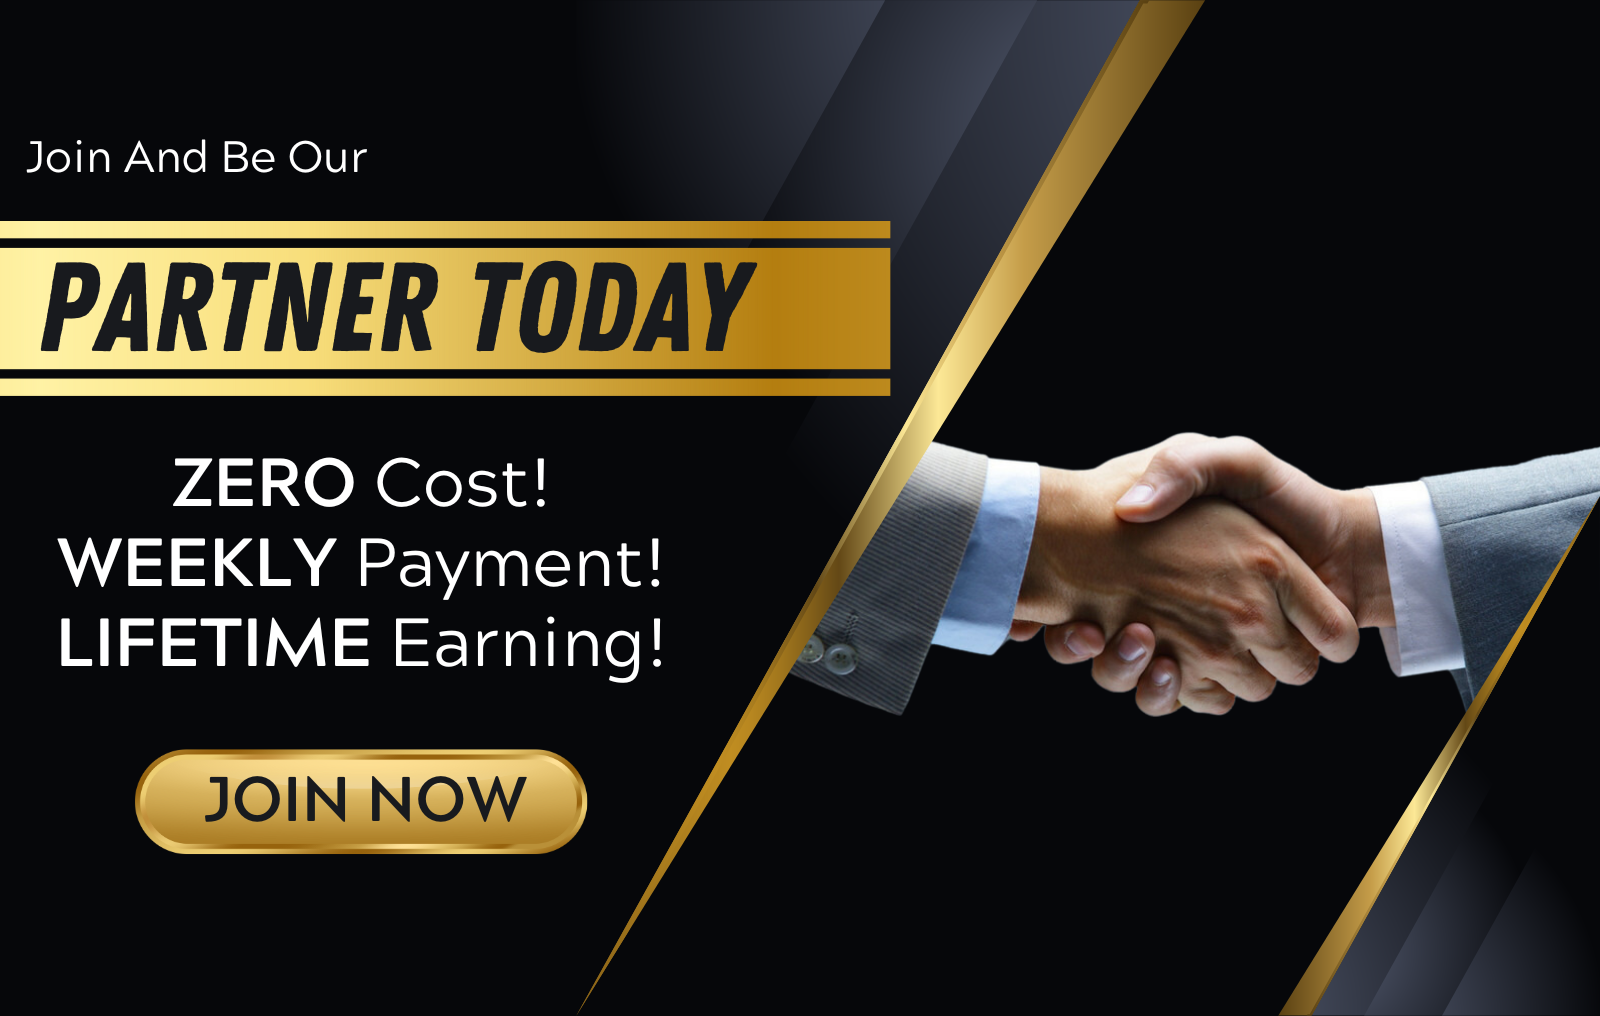 Join And Be Our
PARTNER TODAY
ZERO Cost!
WEEKLY Payment!
LIFETIME Earning!
JOIN NOW